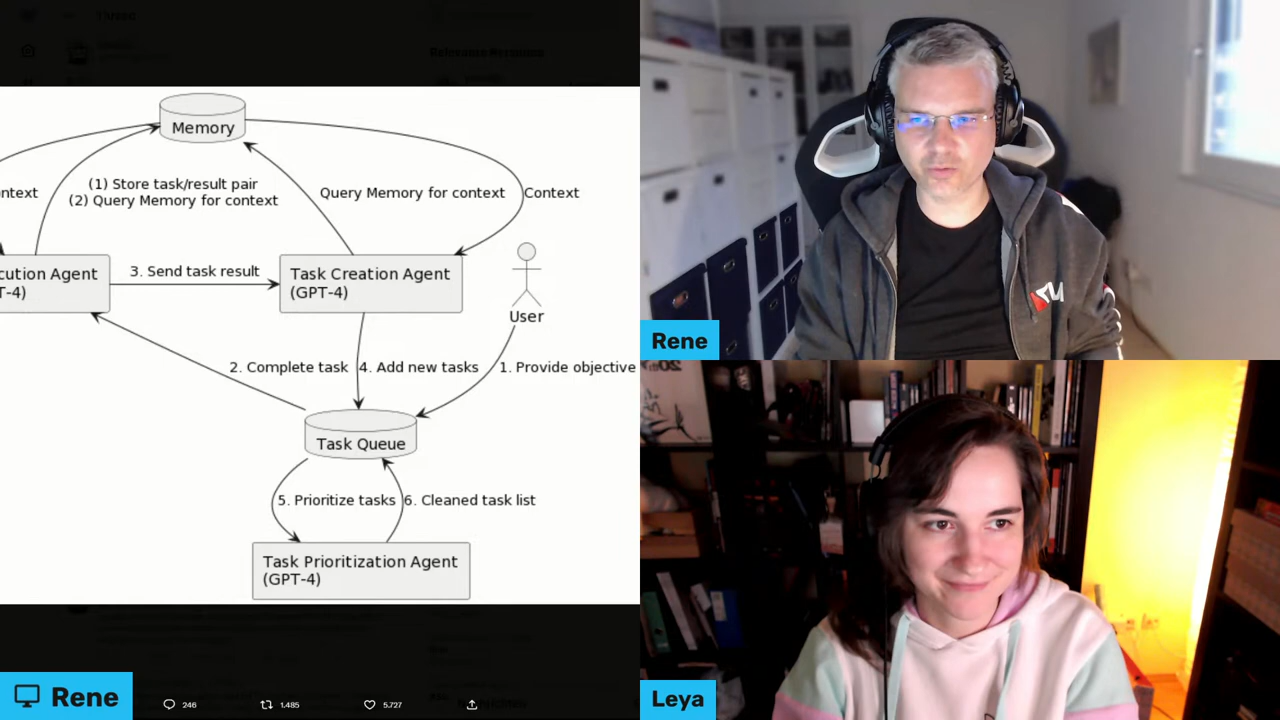 Memory
ntext
(1) Store task/result pair
(2) Query Memory for context
Query Memory for context
Context
cution Agent
T-4)
3. Send task result
Task Creation Agent
(GPT-4)
User
2. Complete task
4. Add new tasks
1. Provide objective
Task Queue
5. Prioritize tasks
6. Cleaned task list
Task Prioritization Agent
(GPT-4)
Rene
246
1.485
5.727
Rene
Leya